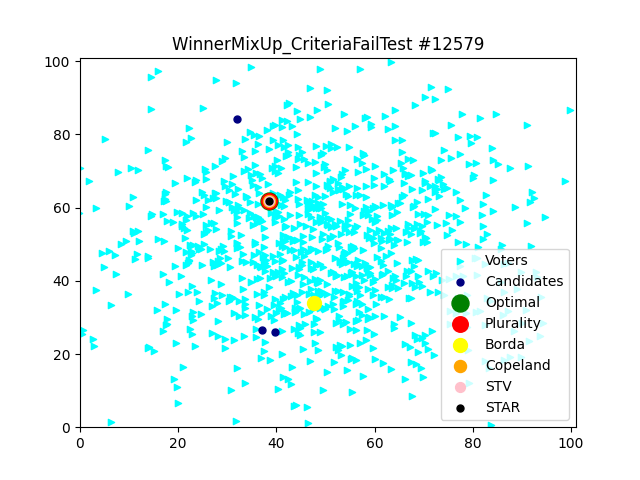 WinnerMixUp_CriteriaFailTest #12579
100
80
60
40
20
0
0
20
40
60
80
100
Voters
Candidates
Optimal
Plurality
Borda
Copeland
STV
STAR